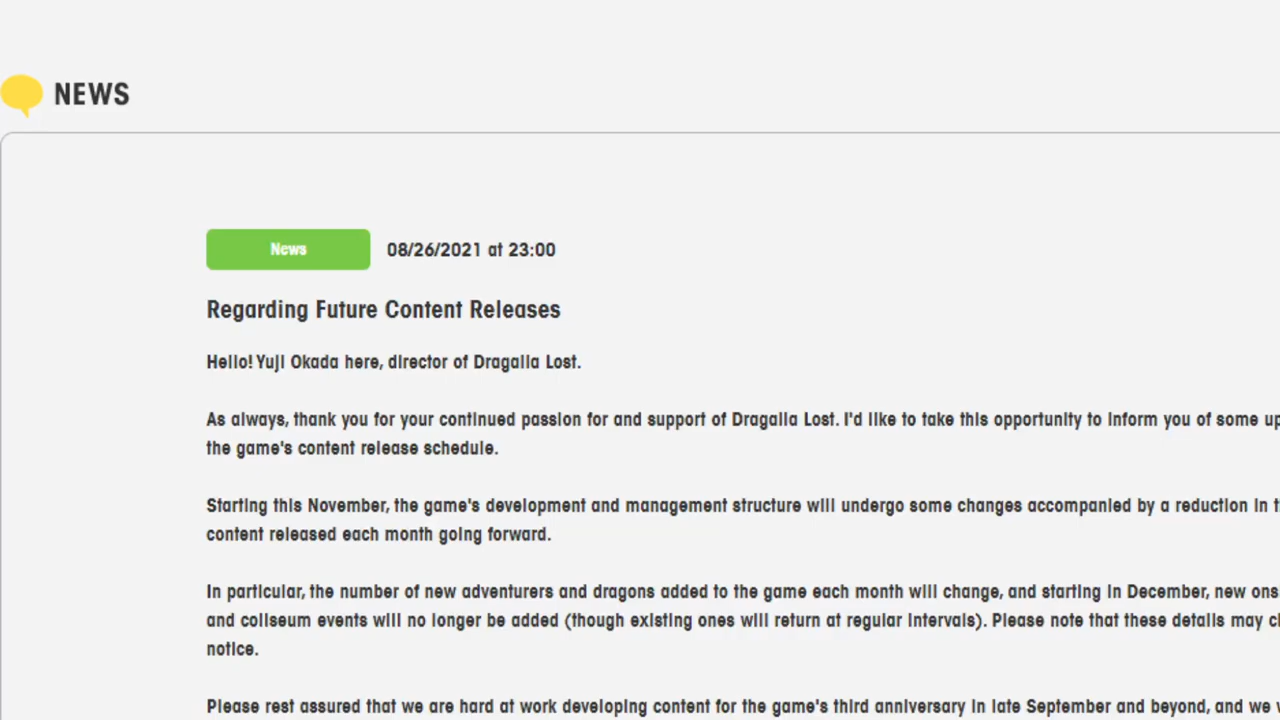 NEWS
News 08/26/2021 at 23:00
Regarding Future Content Releases
Hello! Yuji Okada here, director of Dragalia Lost.
As always, thank you for your continued passion for and support of Dragalia Lost. I'd like to take this opportunity to inform you of some
the game's content release schedule.
Starting this November, the game's development and management structure will undergo some changes accompanied by a reduction in
content released each month going forward.
In particular, the number of new adventurers and dragons added to the game each month will change, and starting in December, new
and coliseum events will no longer be added (though existing ones will return at regular intervals). Please note that these details may
notice.
Please rest assured that we are hard at work developing content for the game's third anniversary in late September and beyond, and we